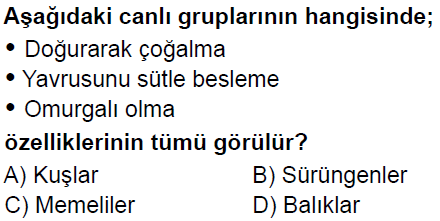 Aşağıdaki canlı gruplarının hangisinde;
• Doğurarak çoğalma
• Yavrusunu sütle besleme
• Omurgalı olma
özelliklerinin tümü görülür?
A) Kuşlar B) Sürüngenler
C) Memeliler D) Balıklar